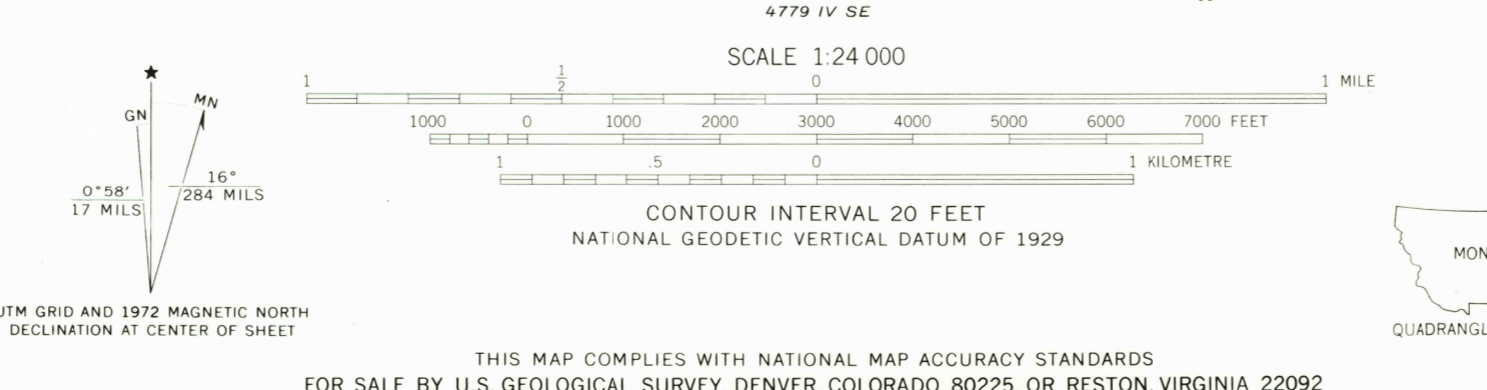 4779 IV SE
SCALE 1:24 000
1 1/2 0 1 MILE
1000 0 1000 2000 3000 4000 5000 6000 7000 FEET
1 .5 0 1 KILOMETRE
CONTOUR INTERVAL 20 FEET
NATIONAL GEODETIC VERTICAL DATUM OF 1929
★
GN
MN
0°58′
17 MILS
16°
284 MILS
UTM GRID AND 1972 MAGNETIC NORTH
DECLINATION AT CENTER OF SHEET
MON
QUADRANGL
THIS MAP COMPLIES WITH NATIONAL MAP ACCURACY STANDARDS
FOR SALE BY U.S. GEOLOGICAL SURVEY, DENVER, COLORADO 80225, OR RESTON, VIRGINIA 22092